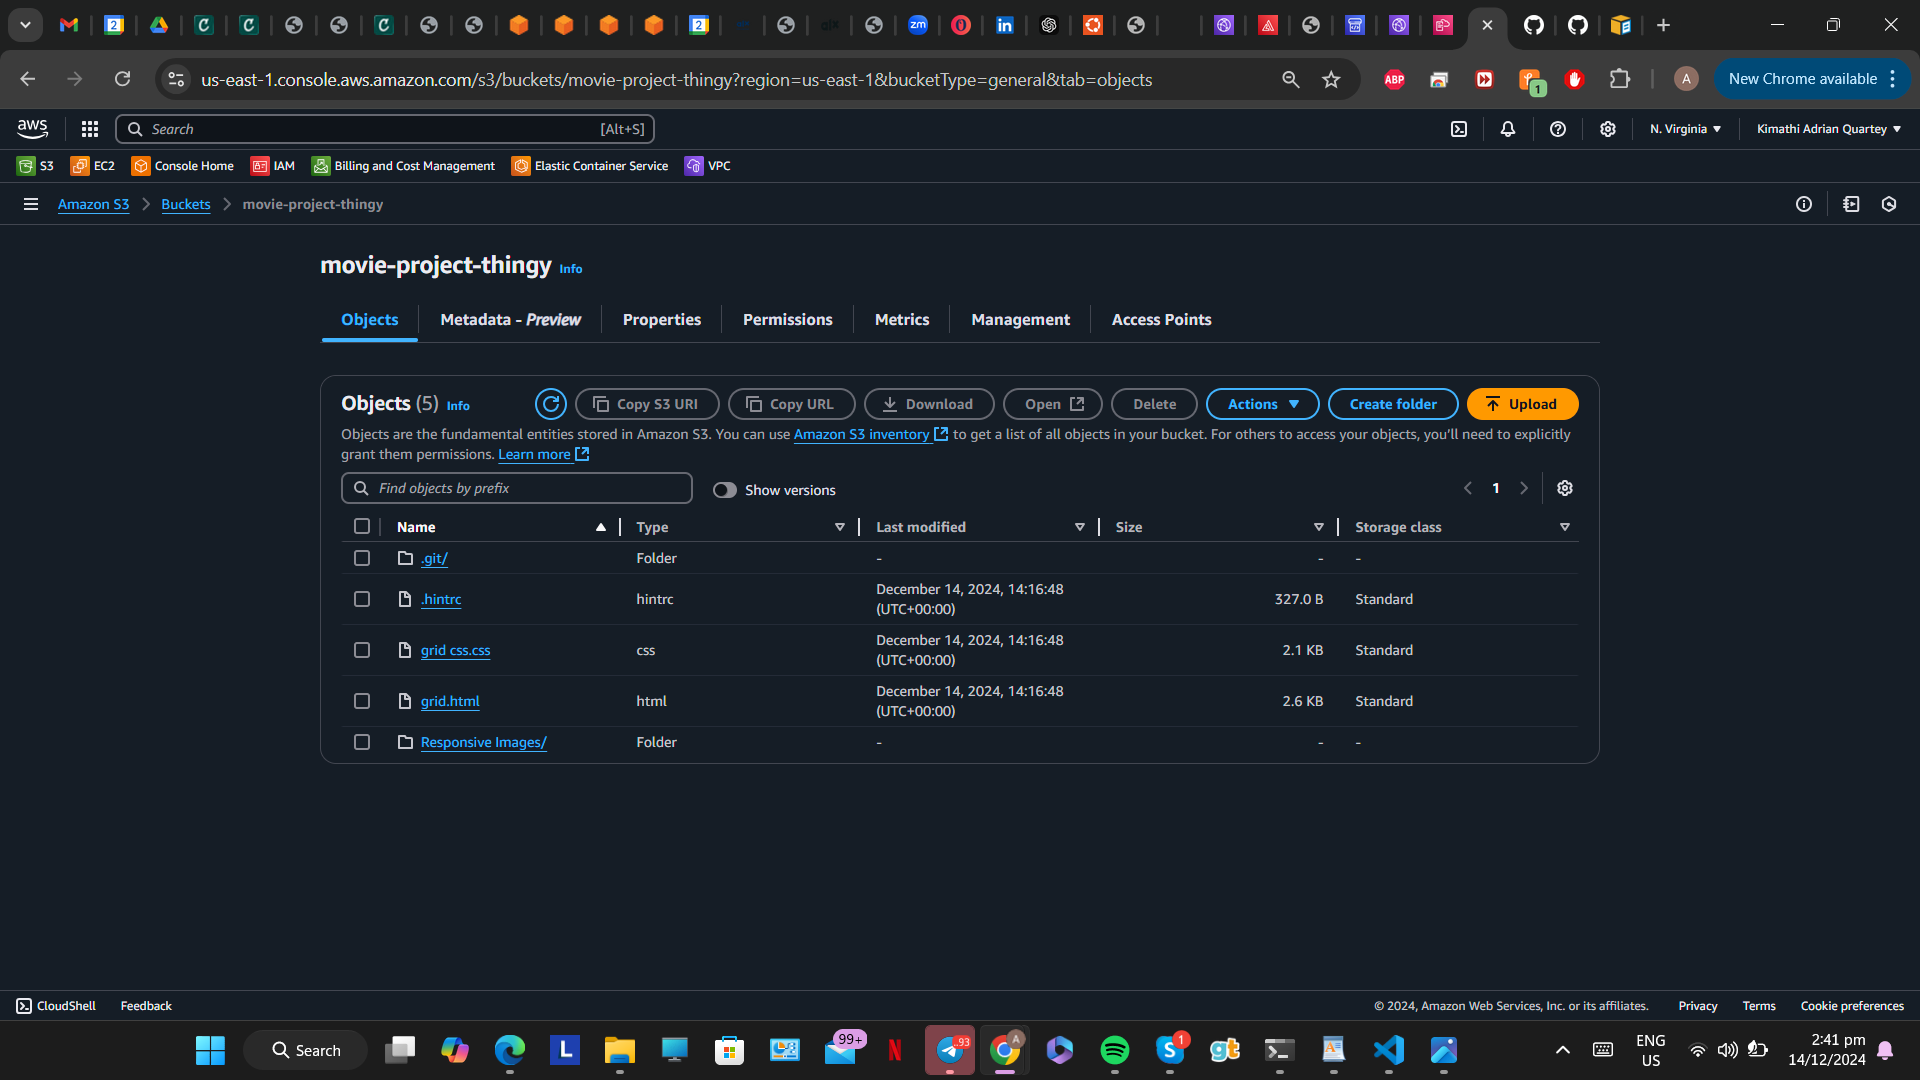 us-east-1.console.aws.amazon.com/s3/buckets/movie-project-thingy?region=us-east-1&bucketType=general&tab=objects
ABP
1
A
New Chrome available
aws
Search
[Alt+S]
N. Virginia
Kimathi Adrian Quartey
S3
EC2
Console Home
IAM
Billing and Cost Management
Elastic Container Service
VPC
Amazon S3
Buckets
movie-project-thingy
movie-project-thingy Info
Objects
Metadata - Preview
Properties
Permissions
Metrics
Management
Access Points
Objects (5) Info
Copy S3 URI
Copy URL
Download
Open
Delete
Actions
Create folder
Upload
Objects are the fundamental entities stored in Amazon S3. You can use Amazon S3 inventory to get a list of all objects in your bucket. For others to access your objects, you'll need to explicitly
grant them permissions. Learn more
Find objects by prefix
Show versions
1
Name Type Last modified Size Storage class
.git/ Folder - - -
.hintrc hintrc December 14, 2024, 14:16:48 (UTC+00:00) 327.0 B Standard
grid css.css css December 14, 2024, 14:16:48 (UTC+00:00) 2.1 KB Standard
grid.html html December 14, 2024, 14:16:48 (UTC+00:00) 2.6 KB Standard
Responsive Images/ Folder - - -
CloudShell
Feedback
© 2024, Amazon Web Services, Inc. or its affiliates.
Privacy
Terms
Cookie preferences
Search
L
99+
N
93
A
1
gt
ENG
US
2:41 pm
14/12/2024